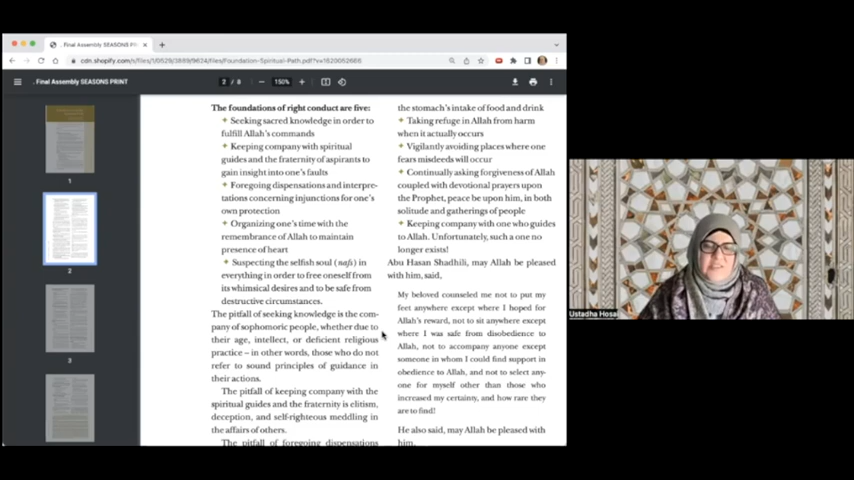 . Final Assembly SEASONS PRINT
cdn.shopify.com/s/files/1/0529/3889/9634/files/Foundation-Spiritual-Path.pdf?v=1620052686
. Final Assembly SEASONS PRINT
2 / 8
150%
1
2
3
The foundations of right conduct are five:
Seeking sacred knowledge in order to
fulfill Allah's commands
Keeping company with spiritual
guides and the fraternity of aspirants to
gain insight into one's faults
Foregoing dispensations and interpre-
tations concerning injunctions for one's
own protection
Organizing one's time with the
remembrance of Allah to maintain
presence of heart
Suspecting the selfish soul (nafs) in
everything in order to free oneself from
its whimsical desires and to be safe from
destructive circumstances.
The pitfall of seeking knowledge is the com-
pany of sophomoric people, whether due to
their age, intellect, or deficient religious
practice – in other words, those who do not
refer to sound principles of guidance in
their actions.
The pitfall of keeping company with the
spiritual guides and the fraternity is elitism,
deception, and self-righteous meddling in
the affairs of others.
The pitfall of foregoing dispensations
the stomach's intake of food and drink
Taking refuge in Allah from harm
when it actually occurs
Vigilantly avoiding places where one
fears misdeeds will occur
Continually asking forgiveness of Allah
coupled with devotional prayers upon
the Prophet, peace be upon him, in both
solitude and gatherings of people
Keeping company with one who guides
to Allah. Unfortunately, such a one no
longer exists!
Abu Hasan Shadhili, may Allah be pleased
with him, said,
My beloved counseled me not to put my
feet anywhere except where I hoped for
Allah's reward, not to sit anywhere except
where I was safe from disobedience to
Allah, not to accompany anyone except
someone in whom I could find support in
obedience to Allah, and not to select any-
one for myself other than those who
increased my certainty, and how rare they
are to find!
He also said, may Allah be pleased with
him,
Ustadha Hosai